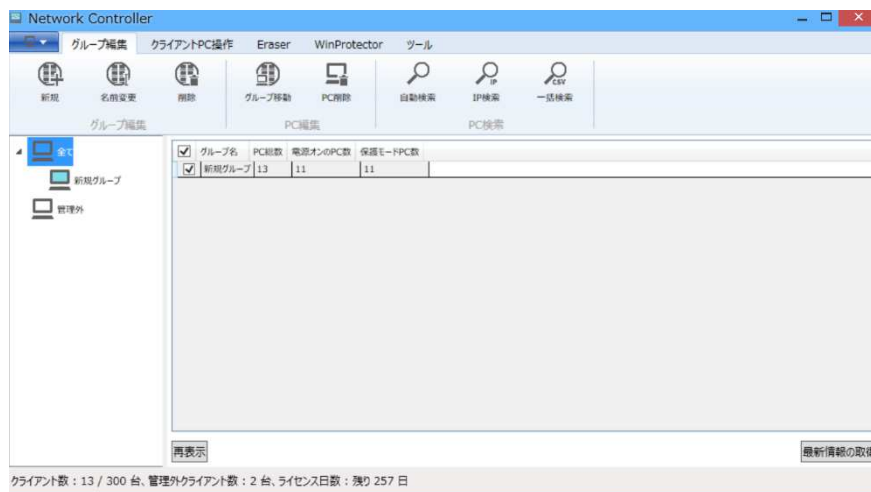 Network Controller
グループ編集 クライアントPC操作 Eraser WinProtector ツール
新規 名前変更 削除 グループ移動 PC削除 自動検索 IP検索 一括検索
グループ編集 PC編集 PC検索
全て
新規グループ
管理外
グループ名 PC総数 電源オンのPC数 保護モードPC数
新規グループ 13 11 11
再表示 最新情報の取
クライアント数：13 / 300 台、管理外クライアント数：2 台、ライセンス日数：残り 257 日